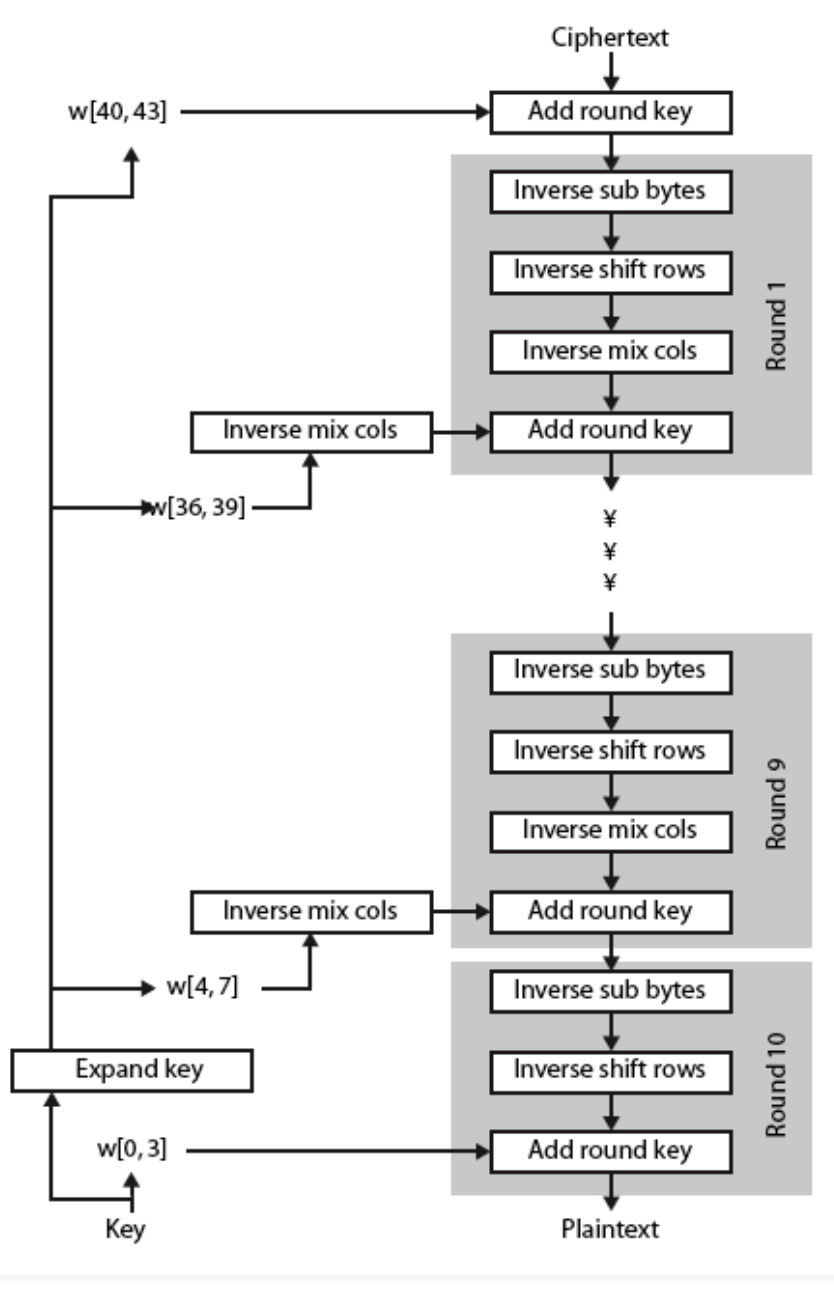 Ciphertext
w[40, 43]
Add round key
Inverse sub bytes
Inverse shift rows
Inverse mix cols
Round 1
Inverse mix cols
Add round key
w[36, 39]
¥
¥
¥
Inverse sub bytes
Inverse shift rows
Inverse mix cols
Round 9
Inverse mix cols
Add round key
w[4, 7]
Inverse sub bytes
Expand key
Inverse shift rows
Round 10
w[0, 3]
Add round key
Key
Plaintext